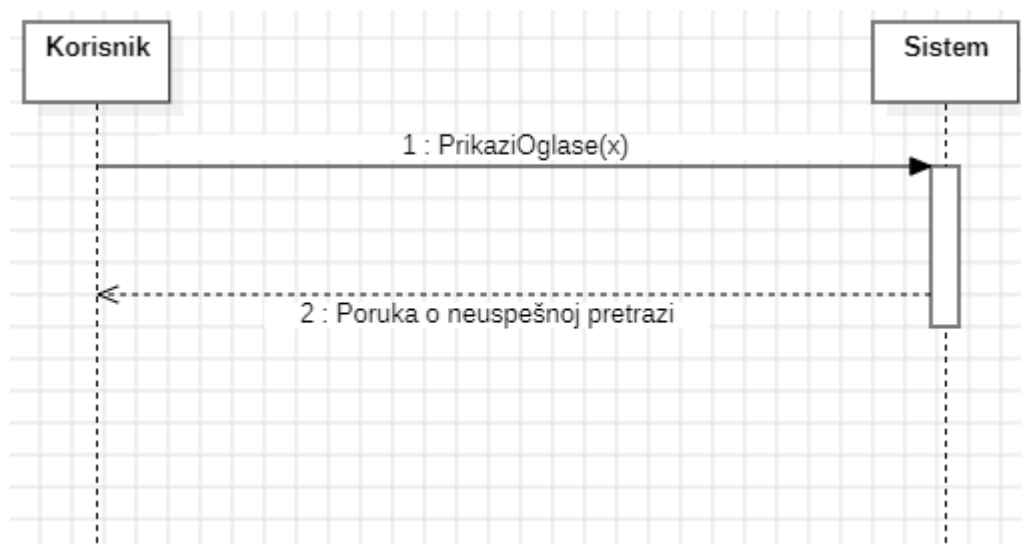 Korisnik
Sistem
1 : PrikaziOglase(x)
2 : Poruka o neuspešnoj pretrazi